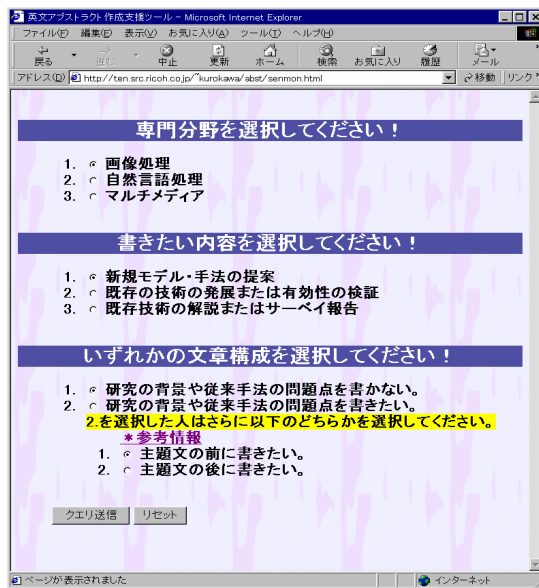 英文アブストラクト作成支援ツール - Microsoft Internet Explorer
ファイル(F) 編集(E) 表示(V) お気に入り(A) ツール(T) ヘルプ(H)
戻る 進む 中止 更新 ホーム 検索 お気に入り 履歴 メール
アドレス(D) http://ten.src.ricoh.co.jp/~kurokawa/abst/senmon.html 移動 リンク
専門分野を選択してください！
1. 画像処理
2. 自然言語処理
3. マルチメディア
書きたい内容を選択してください！
1. 新規モデル・手法の提案
2. 既存の技術の発展または有効性の検証
3. 既存技術の解説またはサーベイ報告
いずれかの文章構成を選択してください！
1. 研究の背景や従来手法の問題点を書かない。
2. 研究の背景や従来手法の問題点を書きたい。
2.を選択した人はさらに以下のどちらかを選択してください。
＊参考情報
1. 主題文の前に書きたい。
2. 主題文の後に書きたい。
クエリ送信 リセット
ページが表示されました インターネット